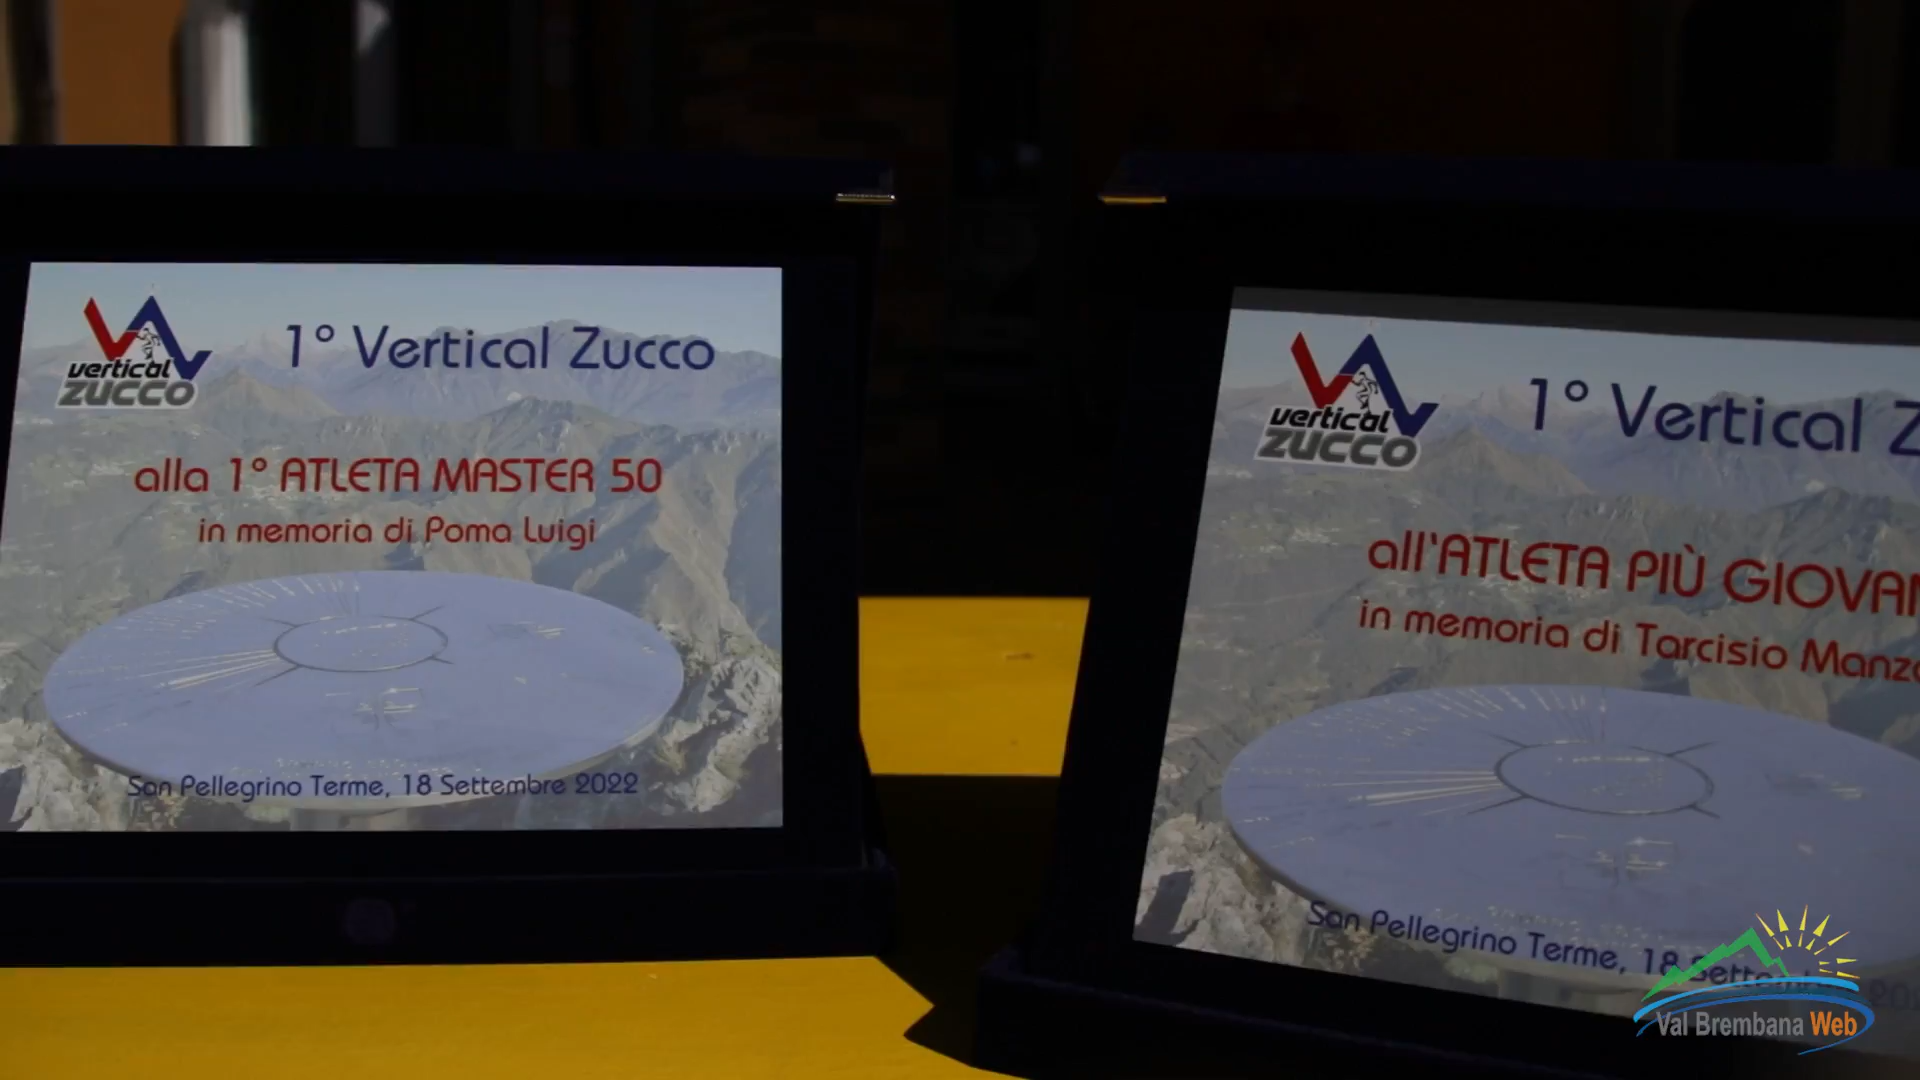 vertical
ZUCCO
1° Vertical Zucco
alla 1° ATLETA MASTER 50
in memoria di Poma Luigi
San Pellegrino Terme, 18 Settembre 2022
vertical
ZUCCO
1° Vertical
all'ATLETA PIÙ
in memoria di Tarcisio
San Pellegrino Terme, 18
Val Brembana Web